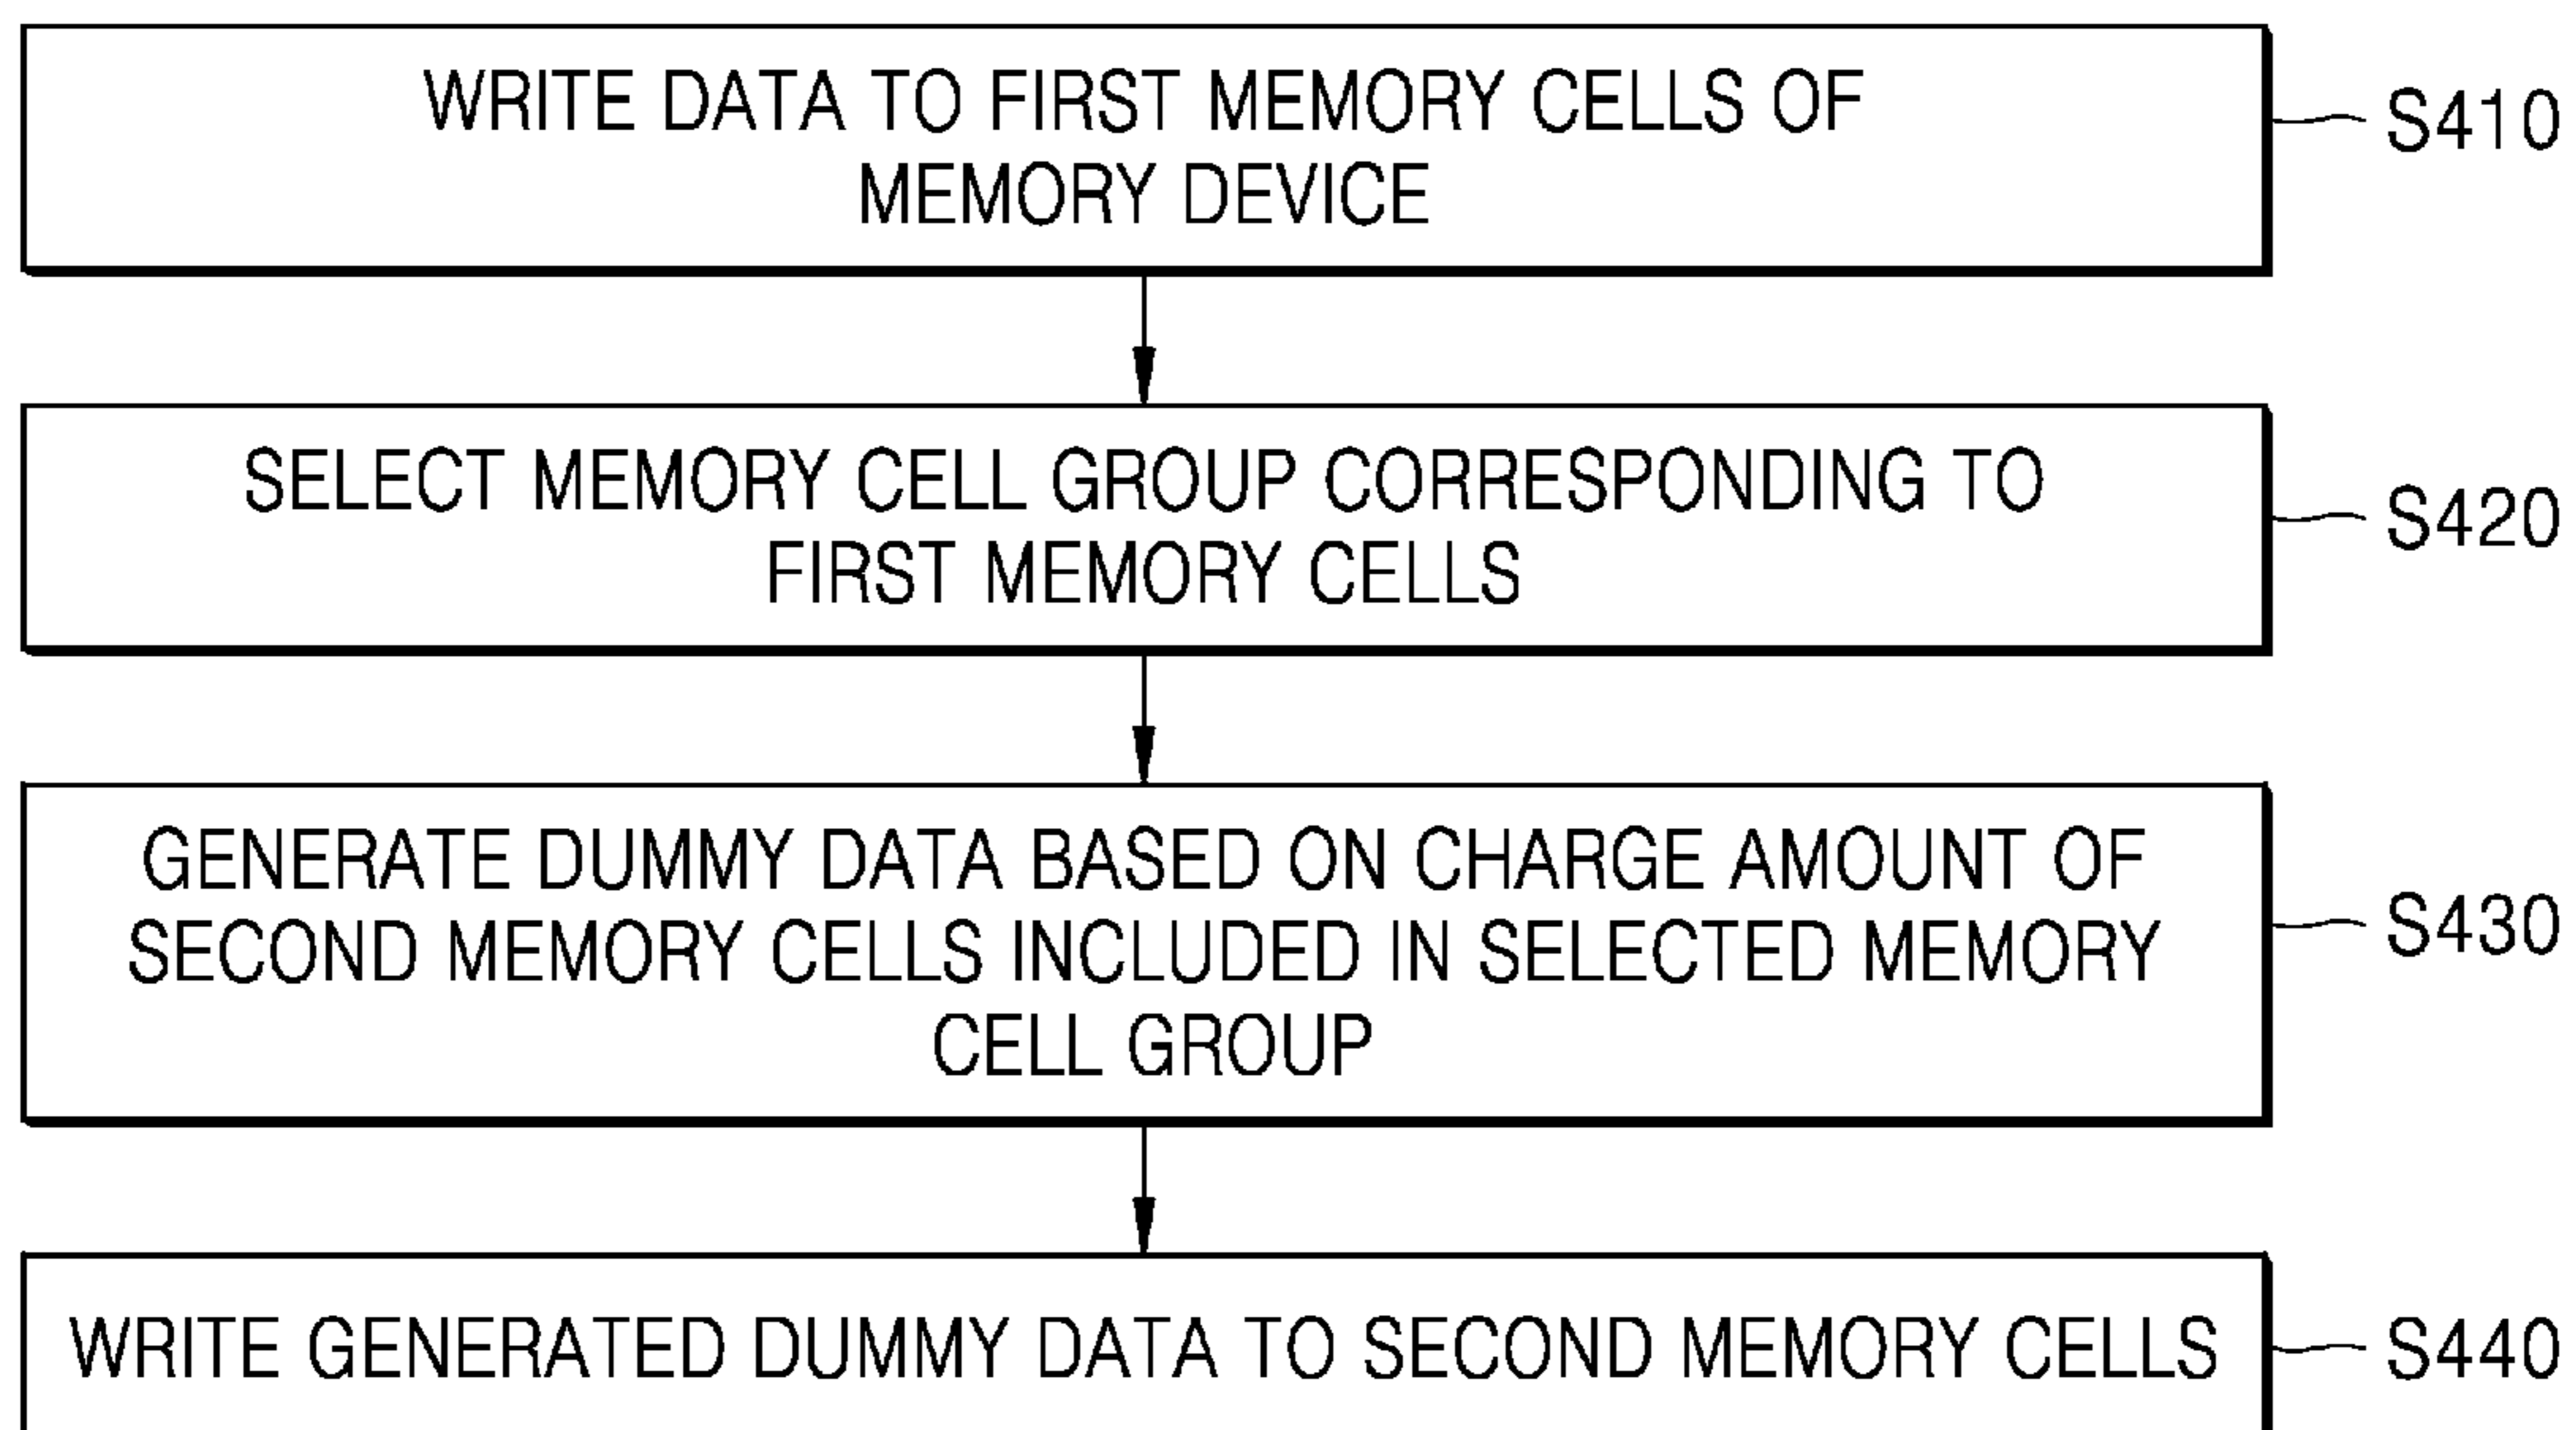 WRITE DATA TO FIRST MEMORY CELLS OF
MEMORY DEVICE
S410
SELECT MEMORY CELL GROUP CORRESPONDING TO
FIRST MEMORY CELLS
S420
GENERATE DUMMY DATA BASED ON CHARGE AMOUNT OF
SECOND MEMORY CELLS INCLUDED IN SELECTED MEMORY
CELL GROUP
S430
WRITE GENERATED DUMMY DATA TO SECOND MEMORY CELLS
S440